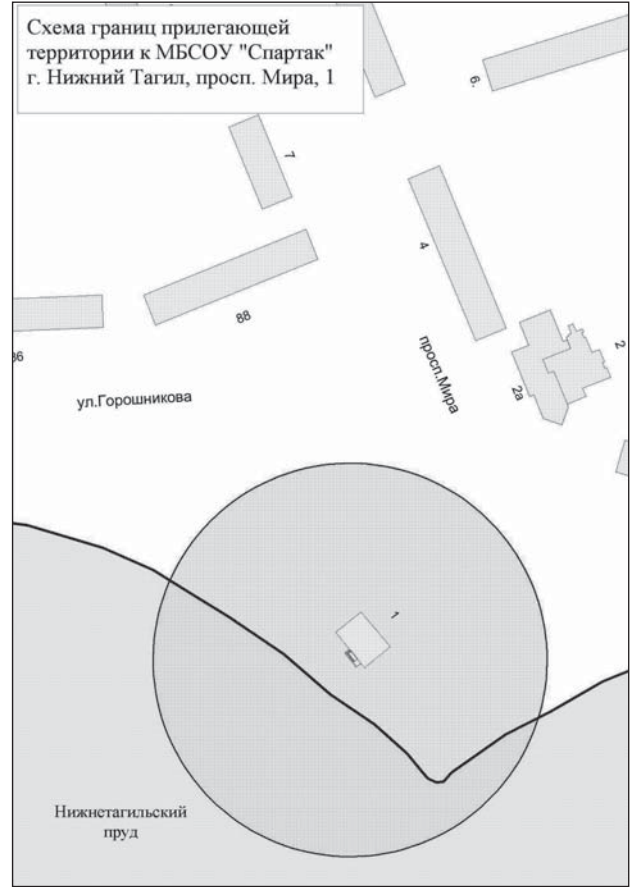 Схема границ прилегающей
территории к МБСОУ "Спартак"
г. Нижний Тагил, просп. Мира, 1
6.
7
4
88
36
2
2а
просп.Мира
ул.Горошникова
1
Нижнетагильский
пруд